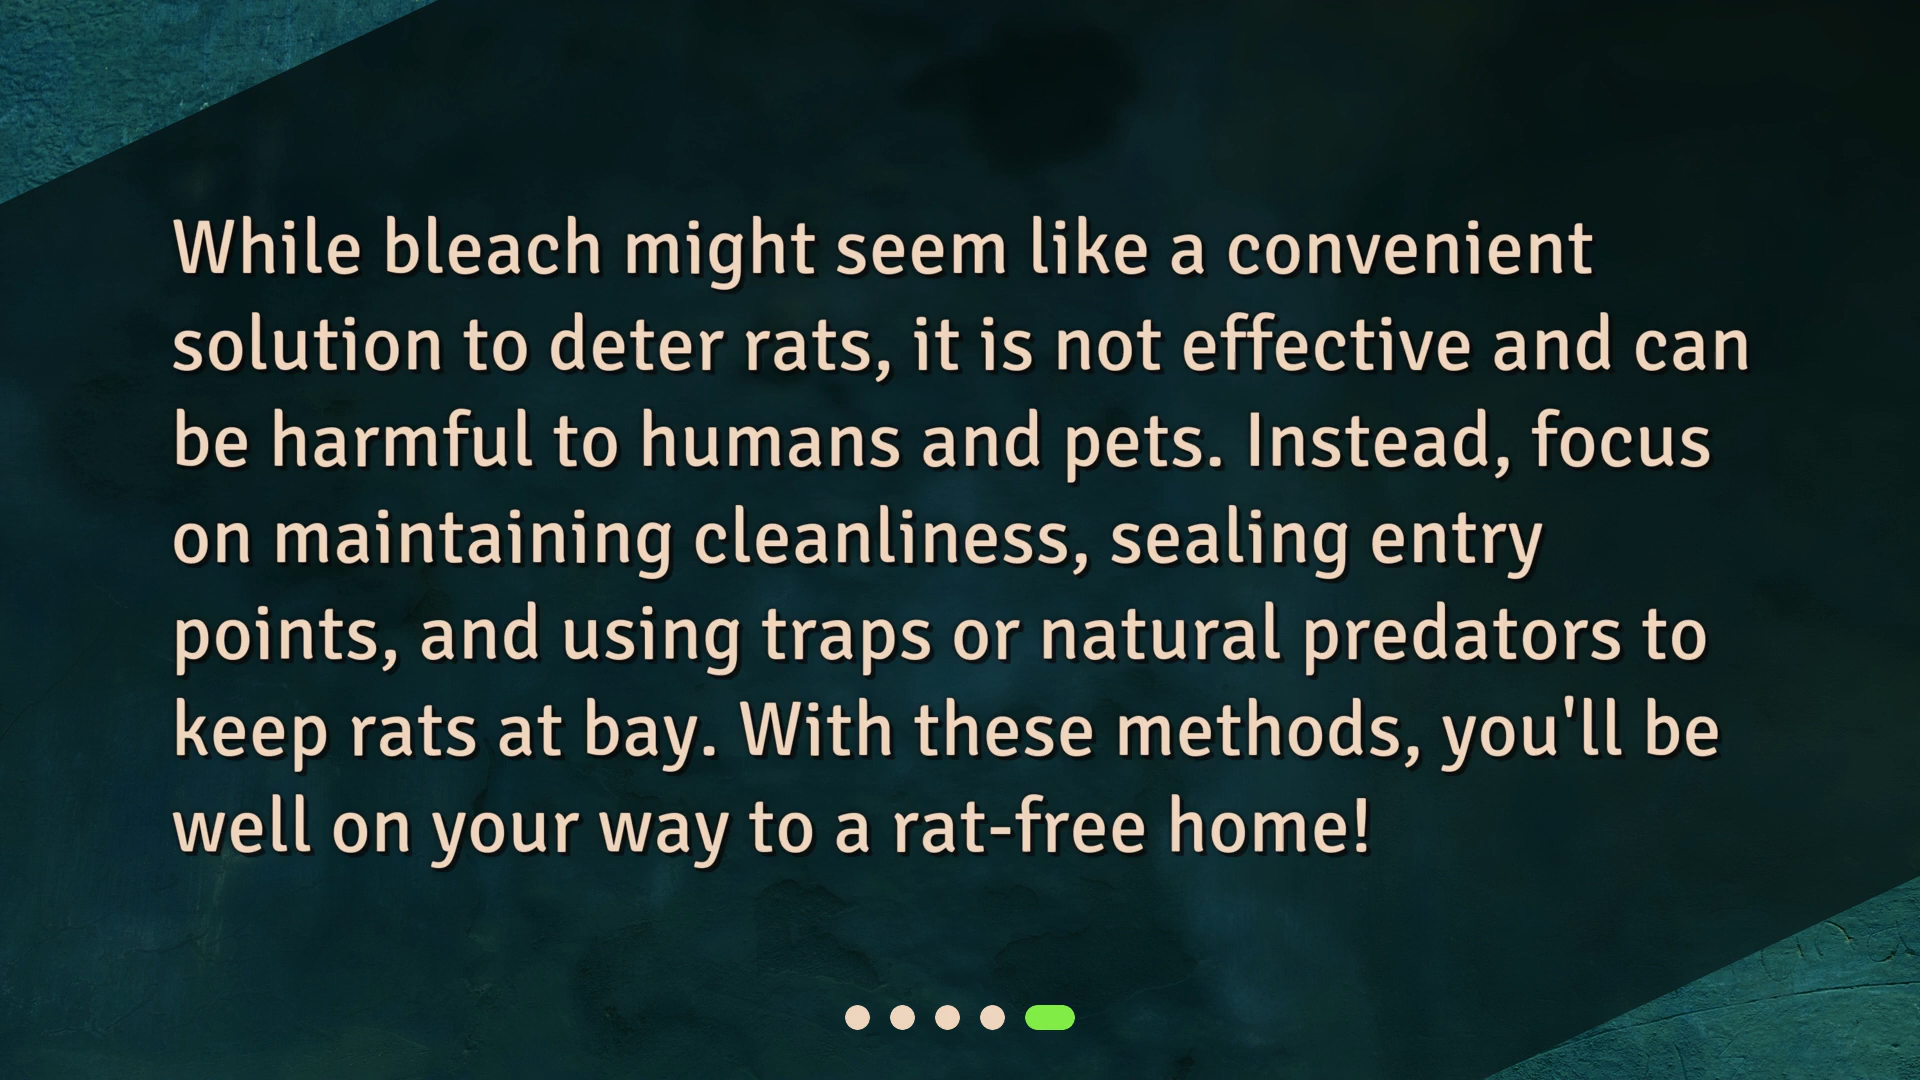 While bleach might seem like a convenient
solution to deter rats, it is not effective and can
be harmful to humans and pets. Instead, focus
on maintaining cleanliness, sealing entry
points, and using traps or natural predators to
keep rats at bay. With these methods, you'll be
well on your way to a rat-free home!